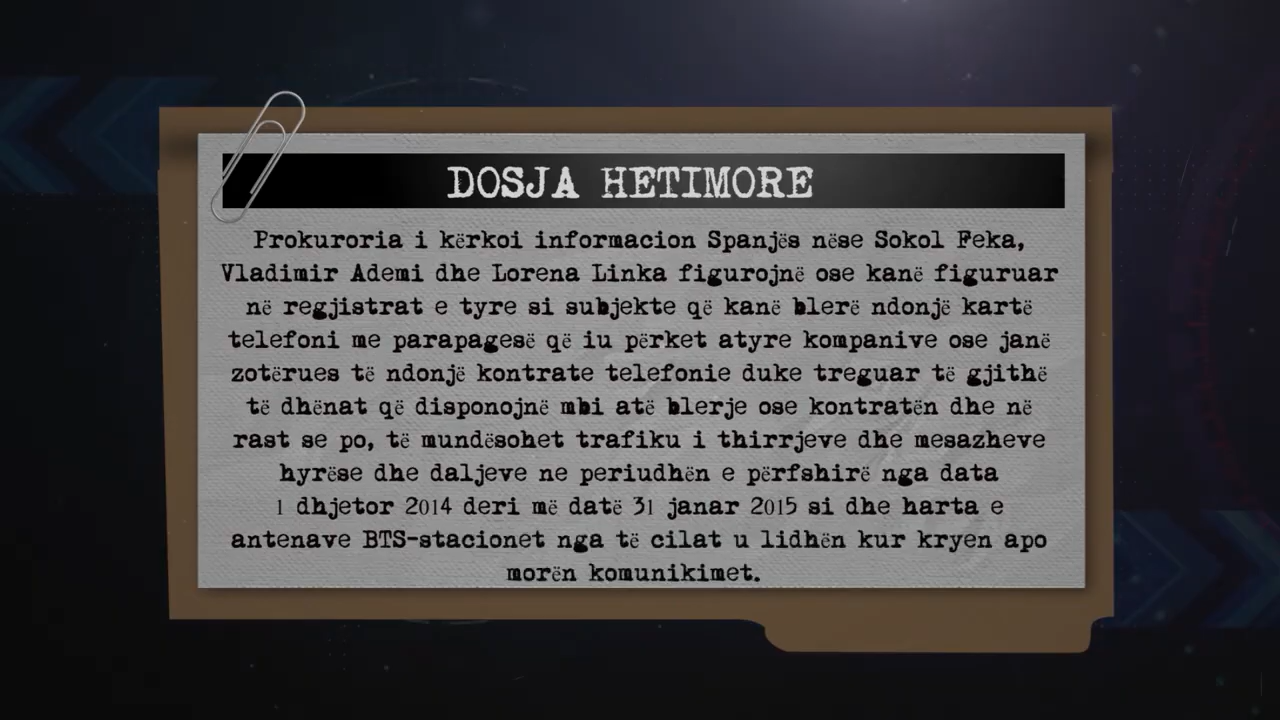 DOSJA HETIMORE
Prokuroria i kërkoi informacion Spanjës nëse Sokol Feka,
Vladimir Ademi dhe Lorena Linka figurojnë ose kanë figuruar
në regjistrat e tyre si subjekte që kanë blerë ndonjë kartë
telefoni me parapagesë që iu përket atyre kompanive ose janë
zotërues të ndonjë kontrate telefonie duke treguar të gjithë
të dhënat që disponojnë mbi atë blerje ose kontratën dhe në
rast se po, të mundësohet trafiku i thirrjeve dhe mesazheve
hyrëse dhe daljeve ne periudhën e përfshirë nga data
1 dhjetor 2014 deri më datë 31 janar 2015 si dhe harta e
antenave BTS-stacionet nga të cilat u lidhën kur kryen apo
morën komunikimet.